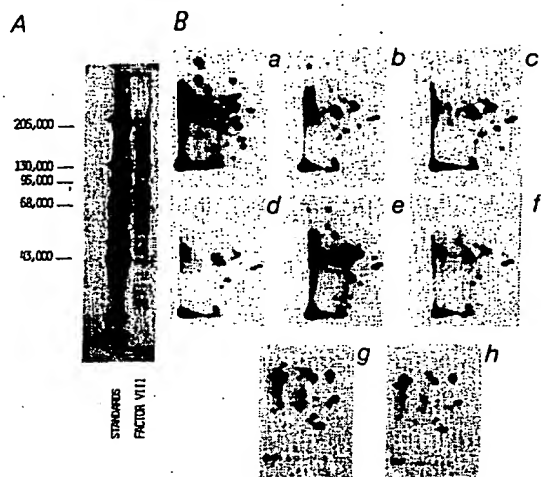 A
B
a
b
c
205,000
130,000
95,000
68,000
43,000
d
e
f
g
h
STANDARDS
FACTOR VIII